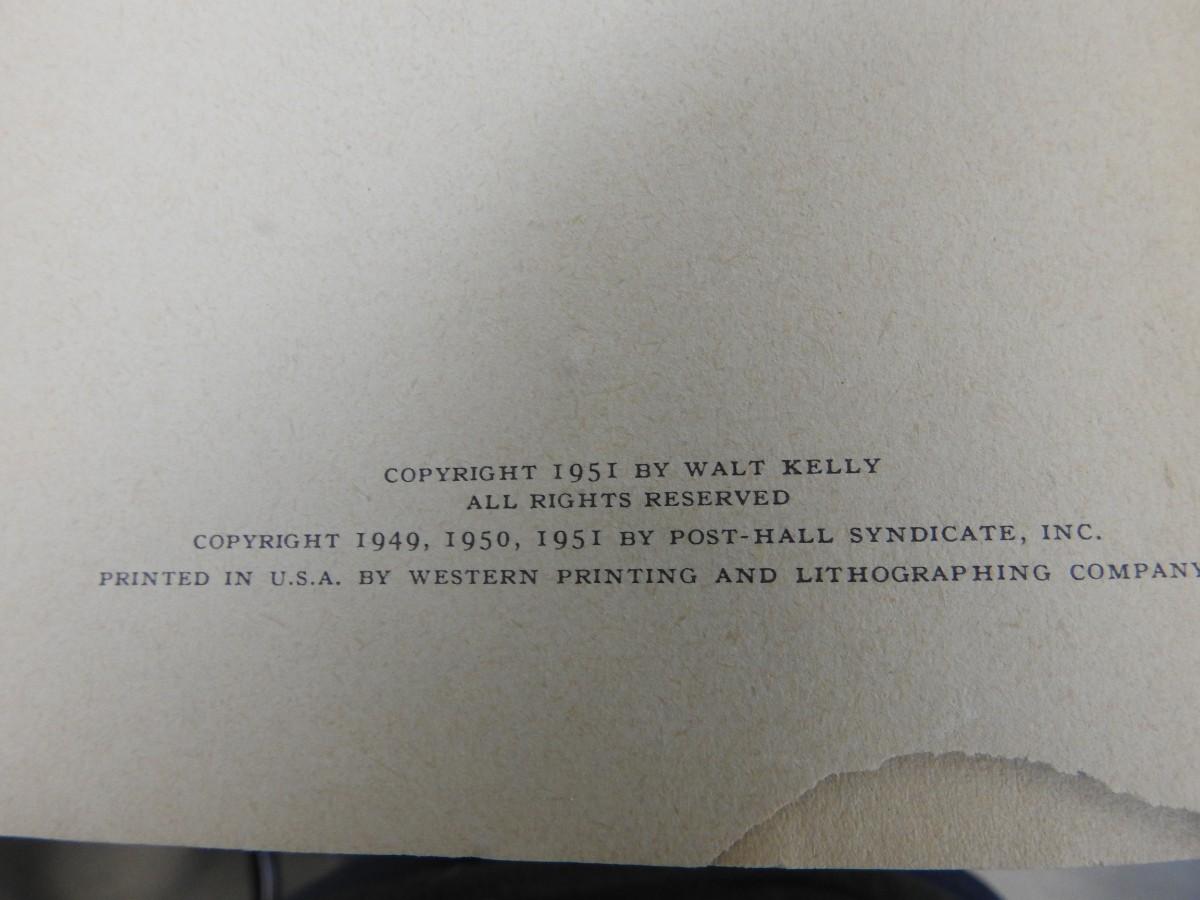 COPYRIGHT 1951 BY WALT KELLY
ALL RIGHTS RESERVED
COPYRIGHT 1949, 1950, 1951 BY POST-HALL SYNDICATE, INC.
PRINTED IN U.S.A. BY WESTERN PRINTING AND LITHOGRAPHING COMPANY